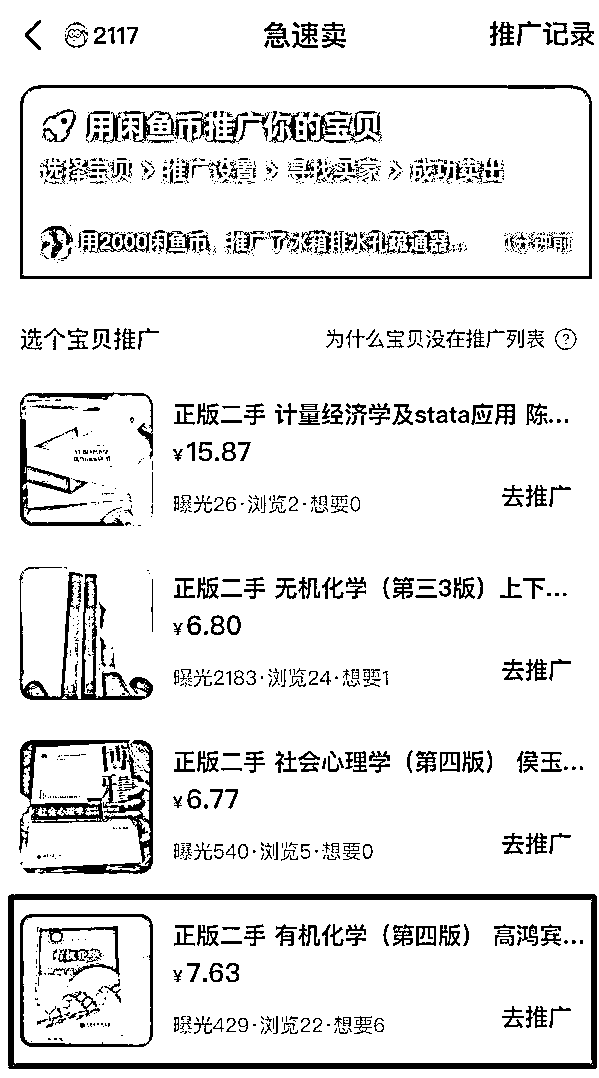 2117 急速卖 推广记录
用闲鱼币推广你的宝贝
选择宝贝 > 推广设置 > 寻找买家 > 成功卖出
用2000闲鱼币，推广了水箱排水孔疏通器... 1分钟前
选个宝贝推广 为什么宝贝没在推广列表 ?
正版二手 计量经济学及stata应用 陈...
¥15.87
曝光26·浏览2·想要0 去推广
正版二手 无机化学（第三3版）上下...
¥6.80
曝光2183·浏览24·想要1 去推广
社会心理学
正版二手 社会心理学（第四版） 侯玉...
¥6.77
曝光540·浏览5·想要0 去推广
有机化学
正版二手 有机化学（第四版） 高鸿宾...
¥7.63
曝光429·浏览22·想要6 去推广